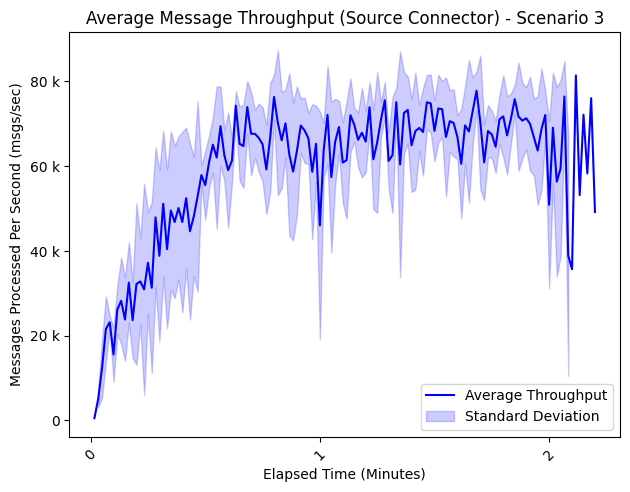 Average Message Throughput (Source Connector) - Scenario 3
Messages Processed Per Second (msgs/sec)
80 k
60 k
40 k
20 k
0
Average Throughput
Standard Deviation
0
1
2
Elapsed Time (Minutes)